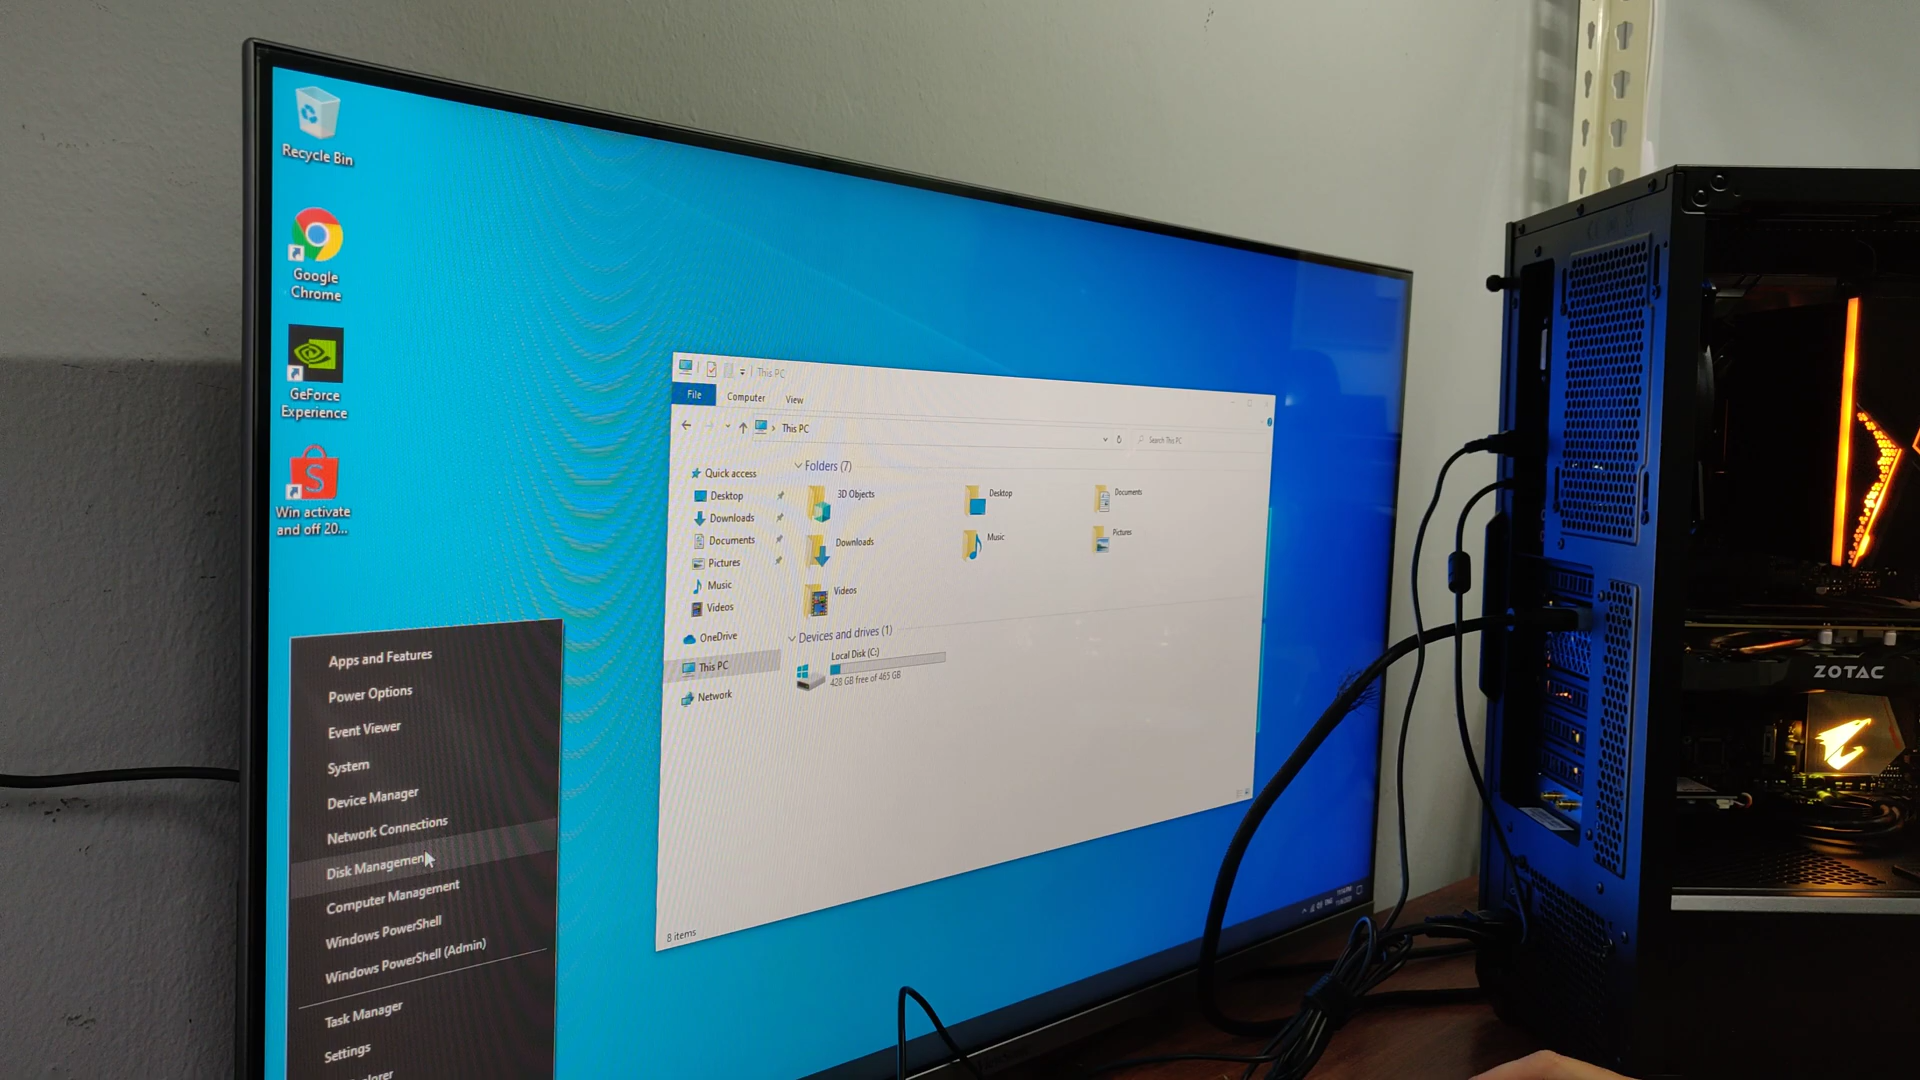 Recycle Bin
Google
Chrome
GeForce
Experience
Win activate
and off 20...
This PC
File
Computer
View
This PC
Search This PC
Quick access
Desktop
Downloads
Documents
Pictures
Music
Videos
OneDrive
This PC
Network
Folders (7)
3D Objects
Desktop
Documents
Downloads
Music
Pictures
Videos
Devices and drives (1)
Local Disk (C:)
428 GB free of 465 GB
8 items
Apps and Features
Power Options
Event Viewer
System
Device Manager
Network Connections
Disk Management
Computer Management
Windows PowerShell
Windows PowerShell (Admin)
Task Manager
Settings
ZOTAC